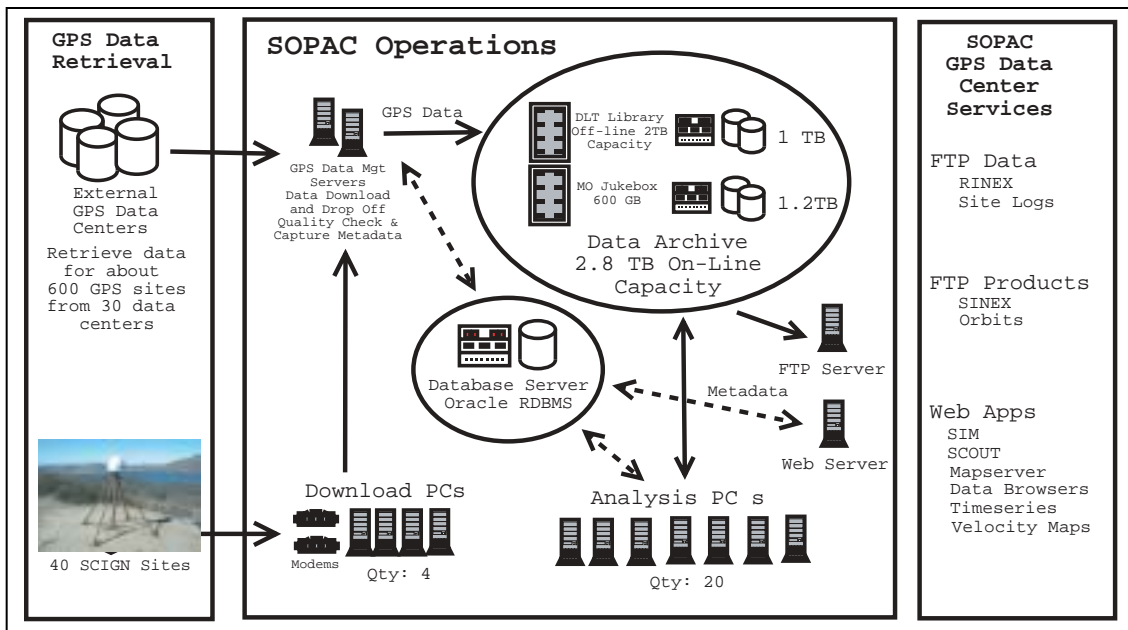 GPS Data
Retrieval
External
GPS Data
Centers
Retrieve data
for about
600 GPS sites
from 30 data
centers
40 SCIGN Sites
SOPAC Operations
GPS Data
GPS Data Mgt
Servers
Data Download
and Drop Off
Quality Check &
Capture Metadata
DLT Library
Off-line 2TB
Capacity
1 TB
MO Jukebox
600 GB
1.2TB
Data Archive
2.8 TB On-Line
Capacity
Database Server
Oracle RDBMS
FTP Server
Metadata
Web Server
Download PCs
Modems
Qty: 4
Analysis PC s
Qty: 20
SOPAC
GPS Data
Center
Services
FTP Data
RINEX
Site Logs
FTP Products
SINEX
Orbits
Web Apps
SIM
SCOUT
Mapserver
Data Browsers
Timeseries
Velocity Maps